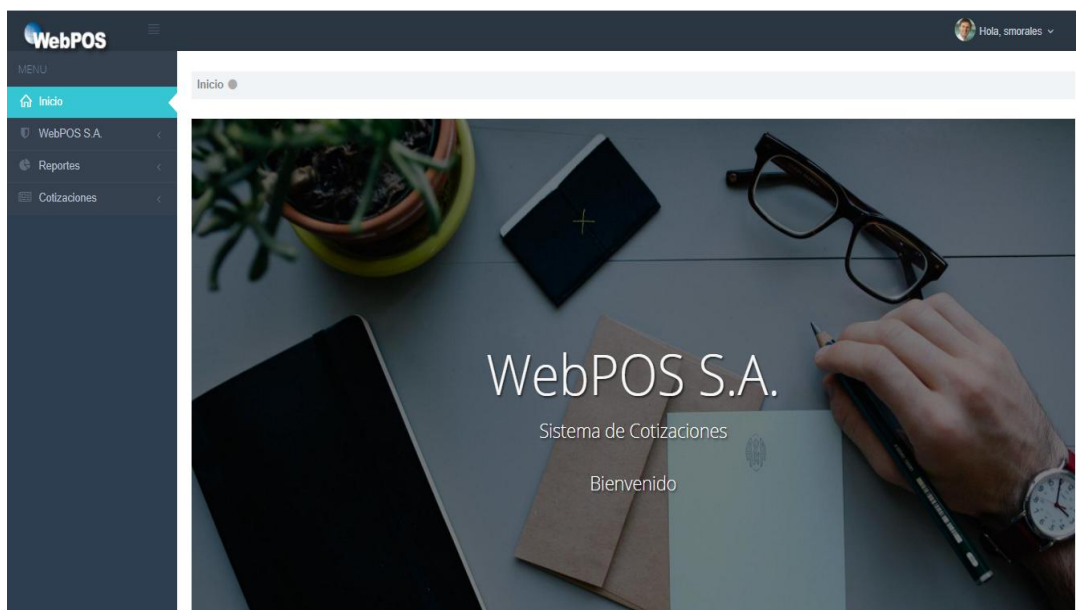 WebPOS
Hola, smorales
MENU
Inicio
Inicio
WebPOS S.A.
Reportes
Cotizaciones
WebPOS S.A.
Sistema de Cotizaciones
Bienvenido